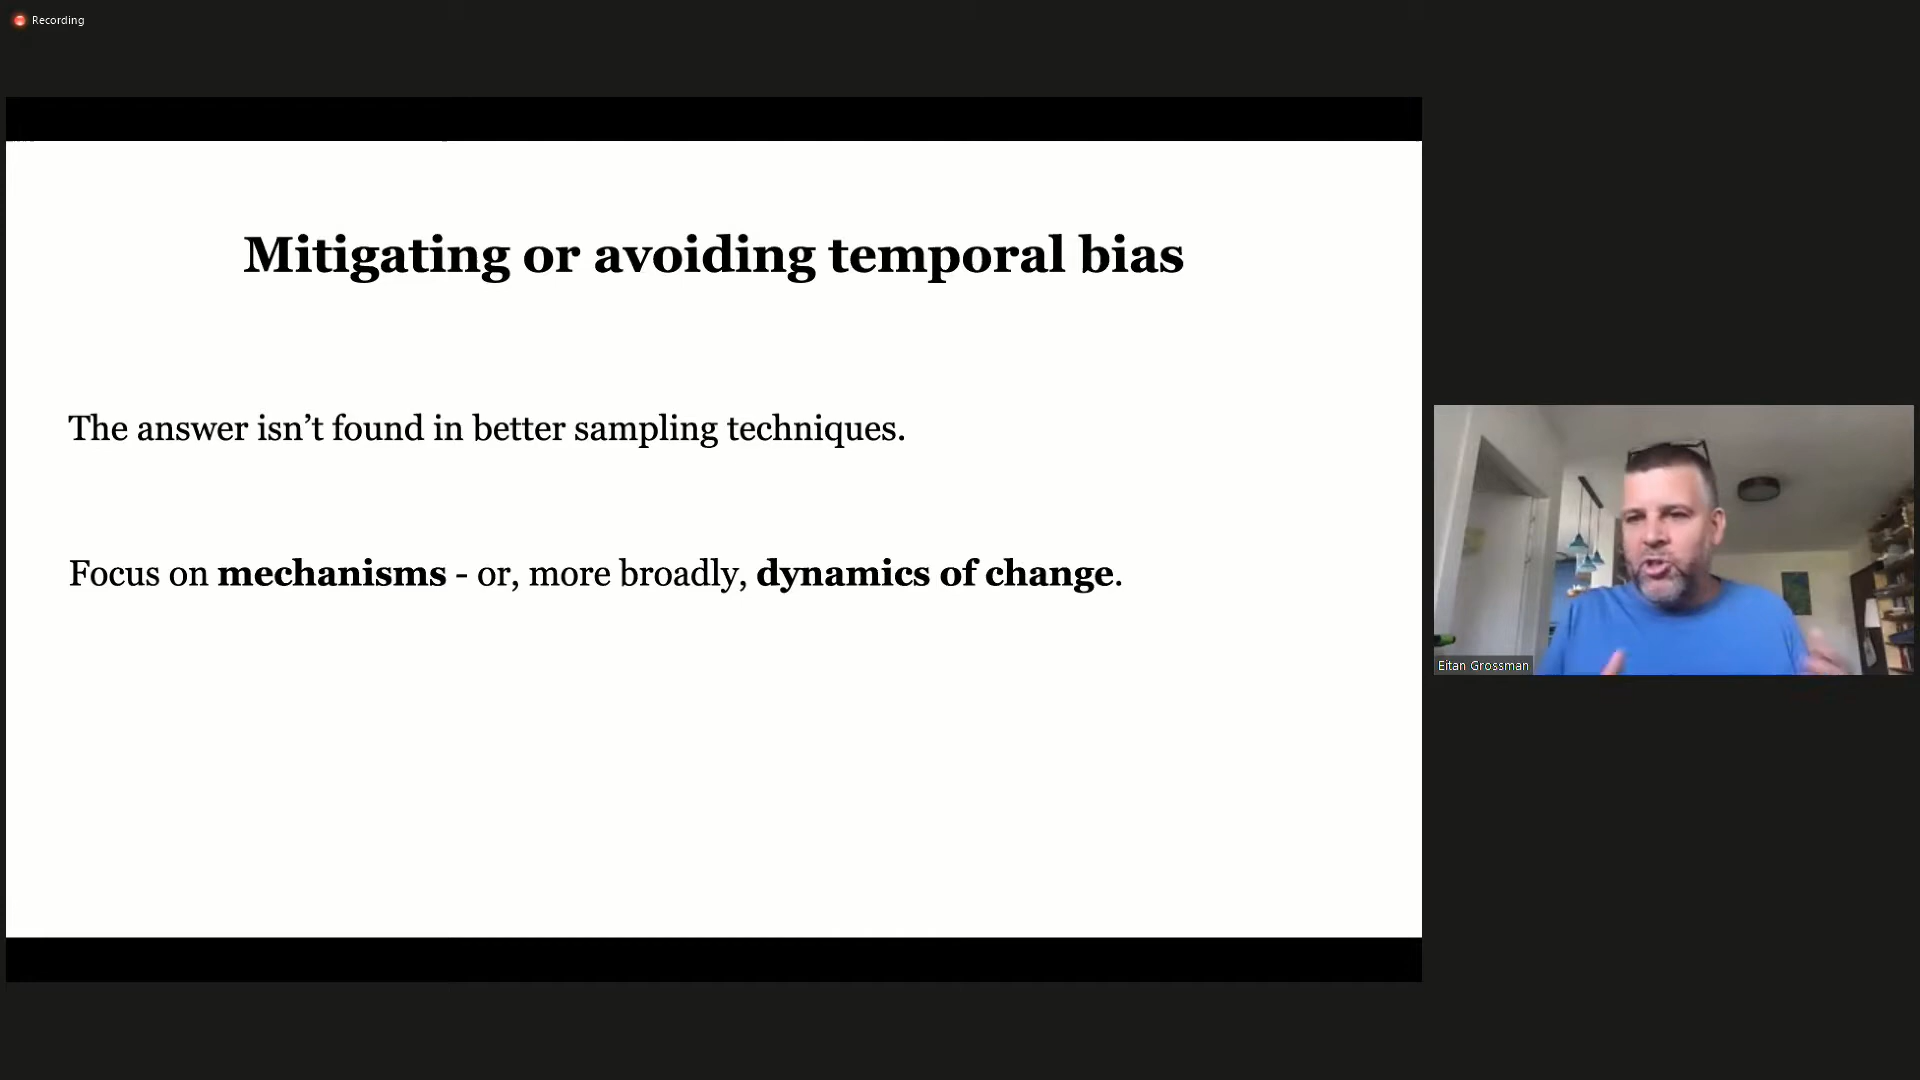 Recording
Mitigating or avoiding temporal bias
The answer isn’t found in better sampling techniques.
Focus on mechanisms - or, more broadly, dynamics of change.
Eitan Grossman